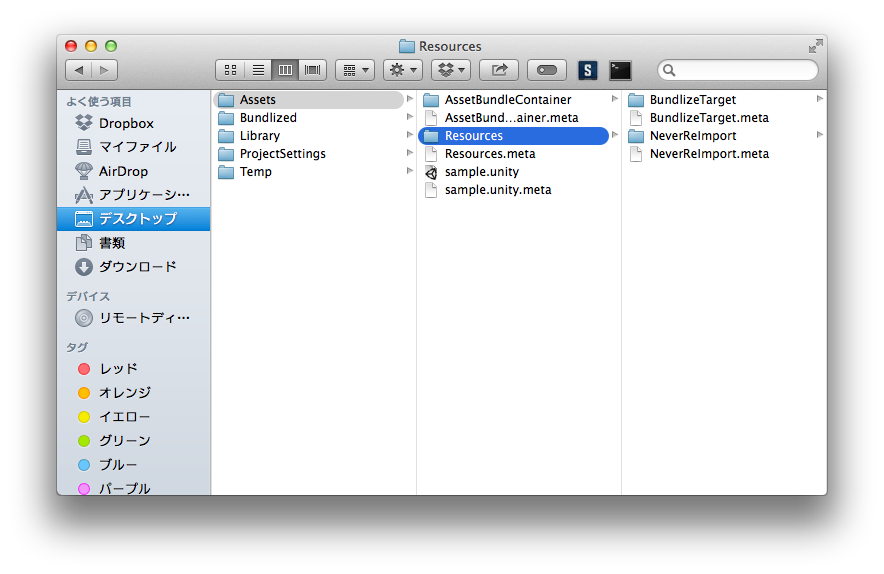 Resources
よく使う項目
Dropbox
マイファイル
AirDrop
アプリケーシ…
デスクトップ
書類
ダウンロード
デバイス
リモートディ…
タグ
レッド
オレンジ
イエロー
グリーン
ブルー
パープル
Assets
Bundlized
Library
ProjectSettings
Temp
AssetBundleContainer
AssetBund...ainer.meta
Resources
Resources.meta
sample.unity
sample.unity.meta
BundlizeTarget
BundlizeTarget.meta
NeverReImport
NeverReImport.meta